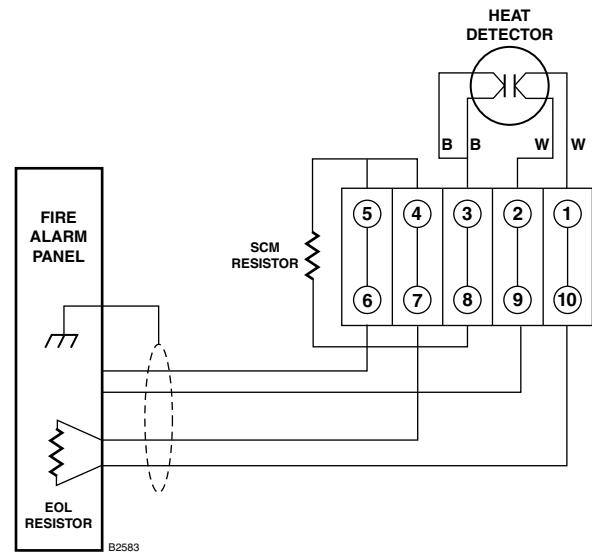 HEAT
DETECTOR
B B W W
FIRE
ALARM
PANEL
SCM
RESISTOR
5 4 3 2 1
6 7 8 9 10
EOL
RESISTOR
B2583